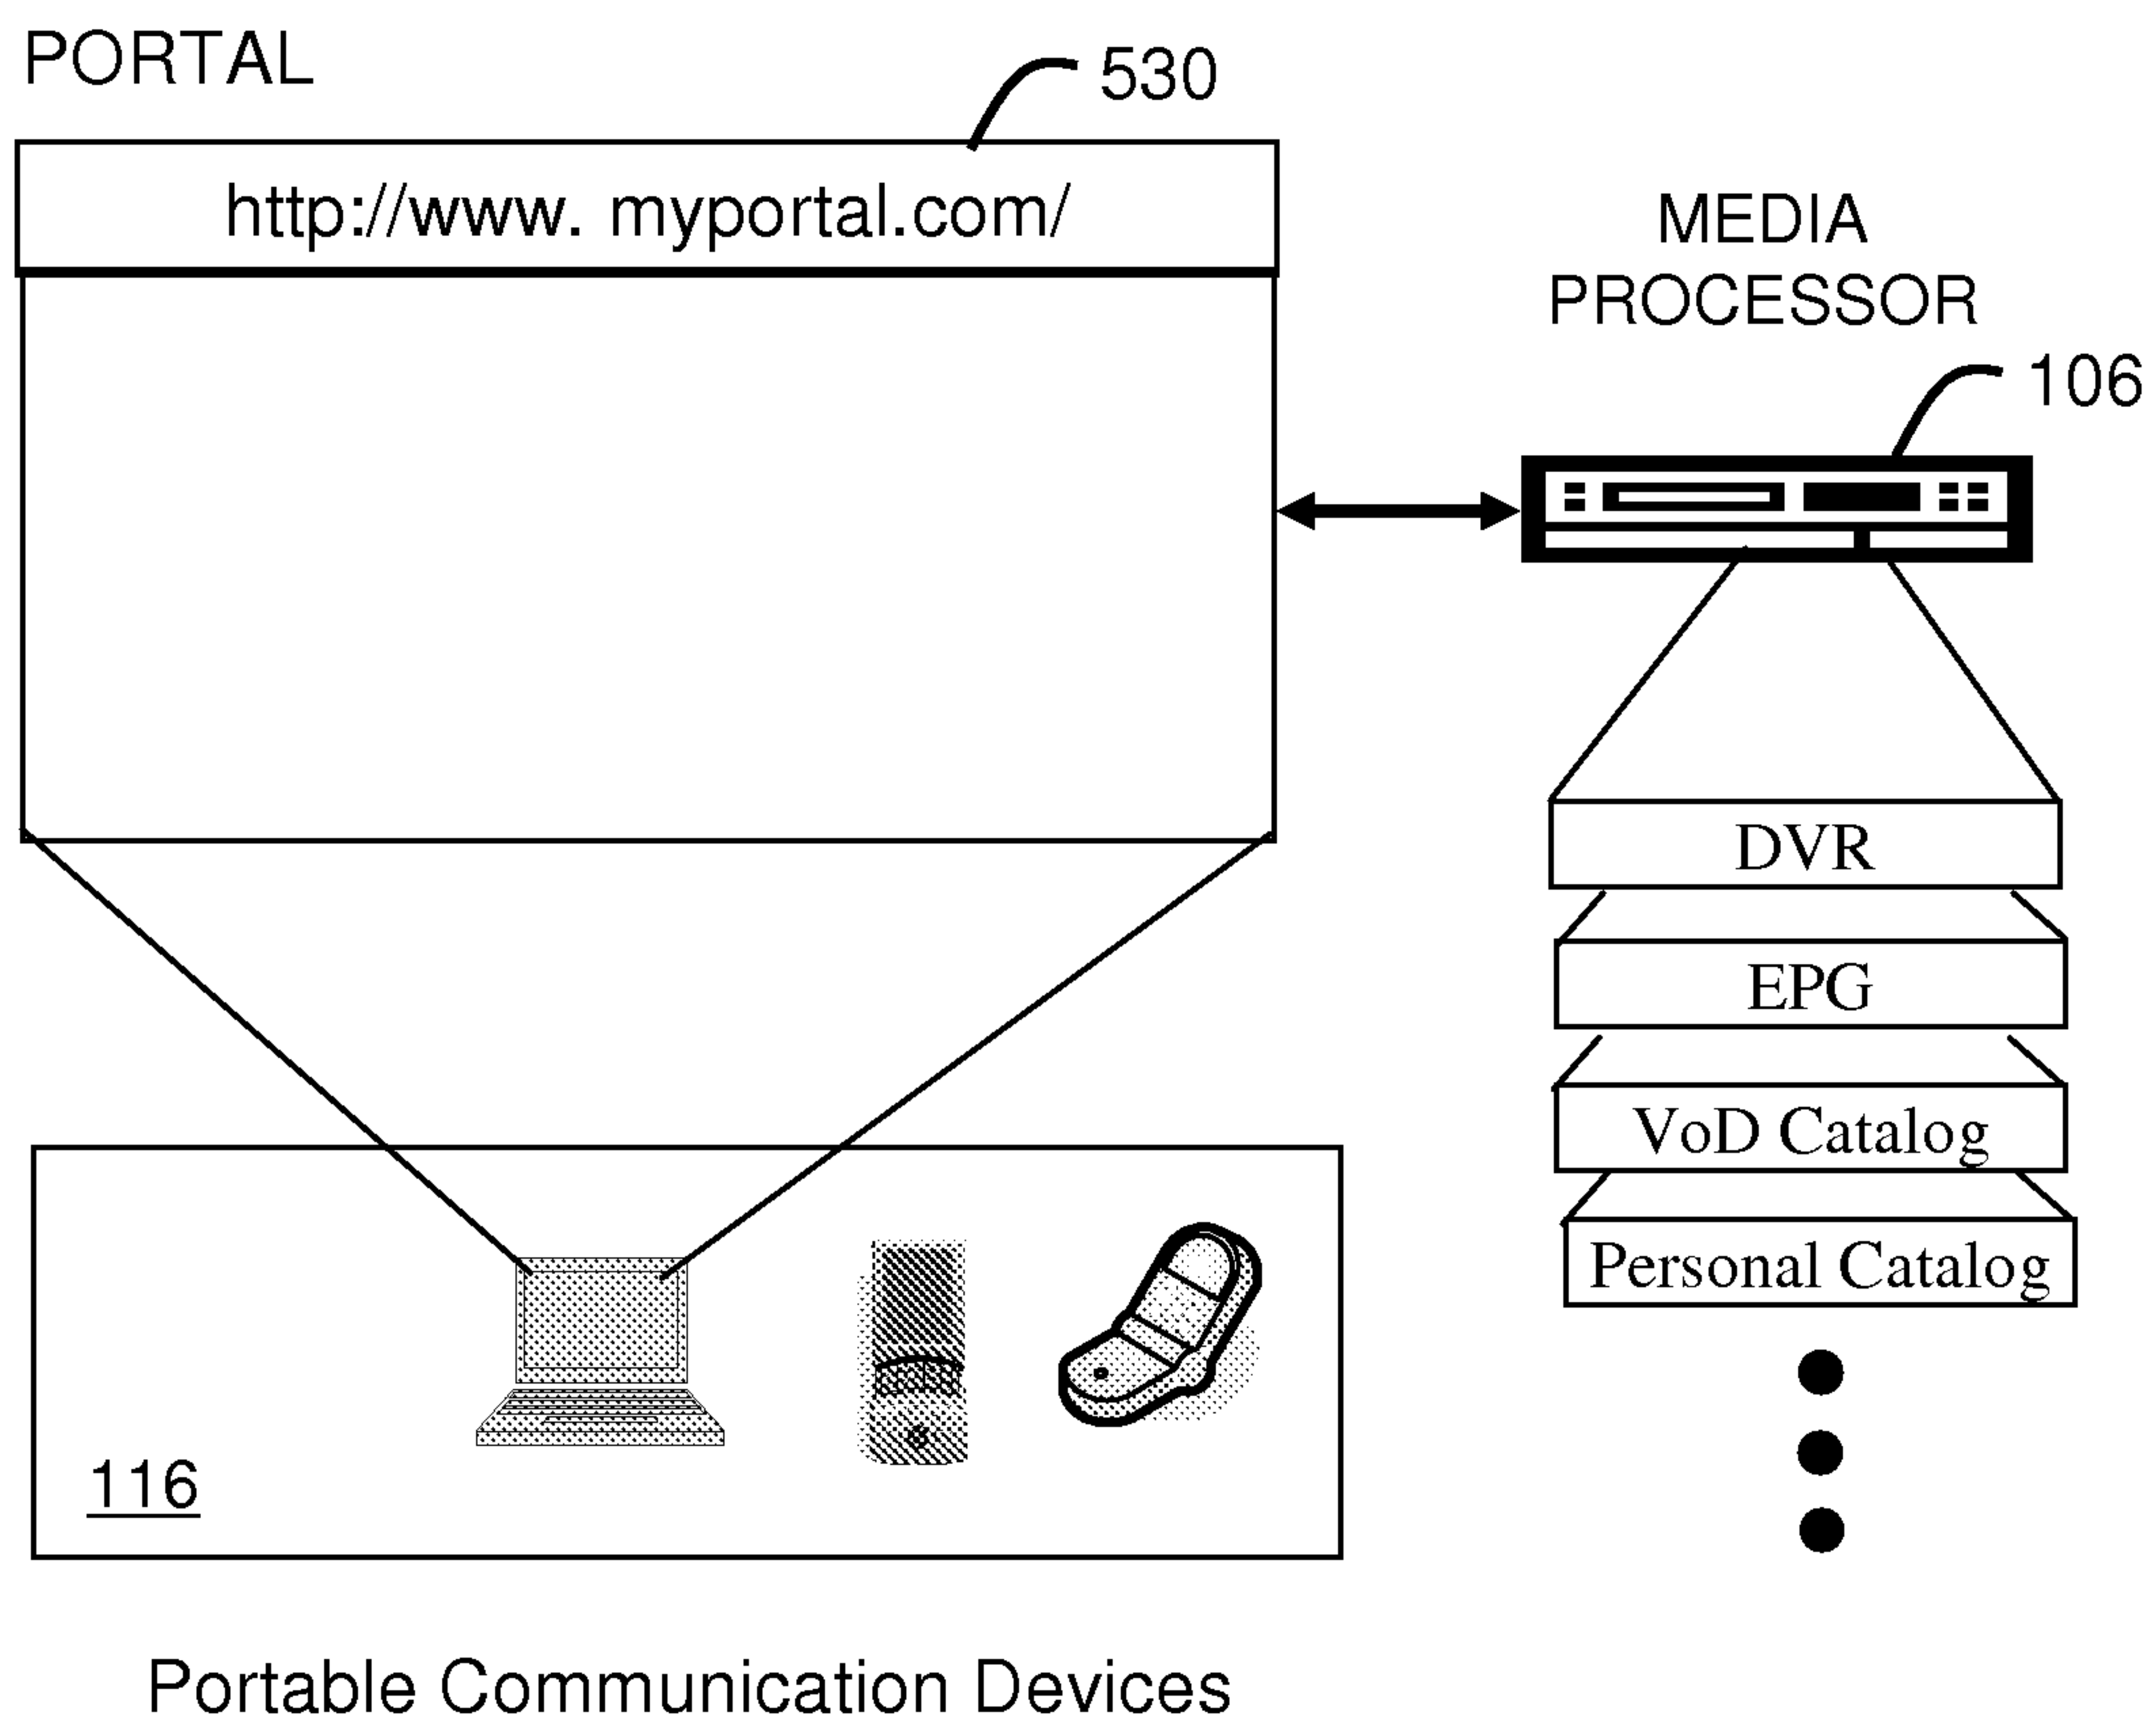 PORTAL
530
http://www. myportal.com/
MEDIA
PROCESSOR
106
DVR
EPG
VoD Catalog
Personal Catalog
116
Portable Communication Devices